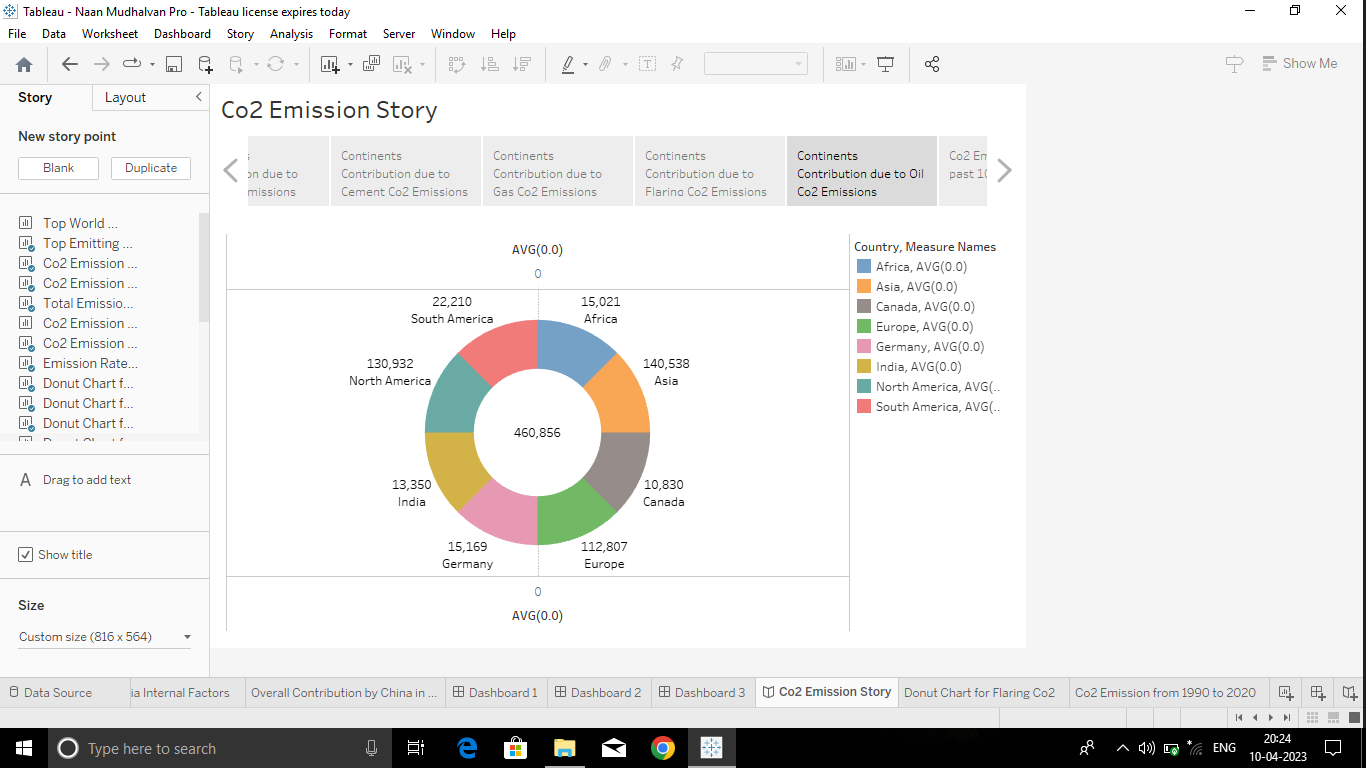 Tableau - Naan Mudhalvan Pro - Tableau license expires today
File Data Worksheet Dashboard Story Analysis Format Server Window Help
Show Me
Story Layout
New story point
Blank Duplicate
Top World ...
Top Emitting ...
Co2 Emission ...
Co2 Emission ...
Total Emissio...
Co2 Emission ...
Co2 Emission ...
Emission Rate...
Donut Chart f...
Donut Chart f...
Donut Chart f...
A Drag to add text
Show title
Size
Custom size (816 x 564)
Co2 Emission Story
on due to
missions
Continents
Contribution due to
Cement Co2 Emissions
Continents
Contribution due to
Gas Co2 Emissions
Continents
Contribution due to
Flaring Co2 Emissions
Continents
Contribution due to Oil
Co2 Emissions
Co2 Em
past 10
AVG(0.0)
0
22,210
South America
15,021
Africa
130,932
North America
140,538
Asia
460,856
13,350
India
10,830
Canada
15,169
Germany
112,807
Europe
0
AVG(0.0)
Country, Measure Names
Africa, AVG(0.0)
Asia, AVG(0.0)
Canada, AVG(0.0)
Europe, AVG(0.0)
Germany, AVG(0.0)
India, AVG(0.0)
North America, AVG(..
South America, AVG(..
Data Source ia Internal Factors Overall Contribution by China in ... Dashboard 1 Dashboard 2 Dashboard 3 Co2 Emission Story Donut Chart for Flaring Co2 Co2 Emission from 1990 to 2020
Type here to search
ENG
20:24
10-04-2023